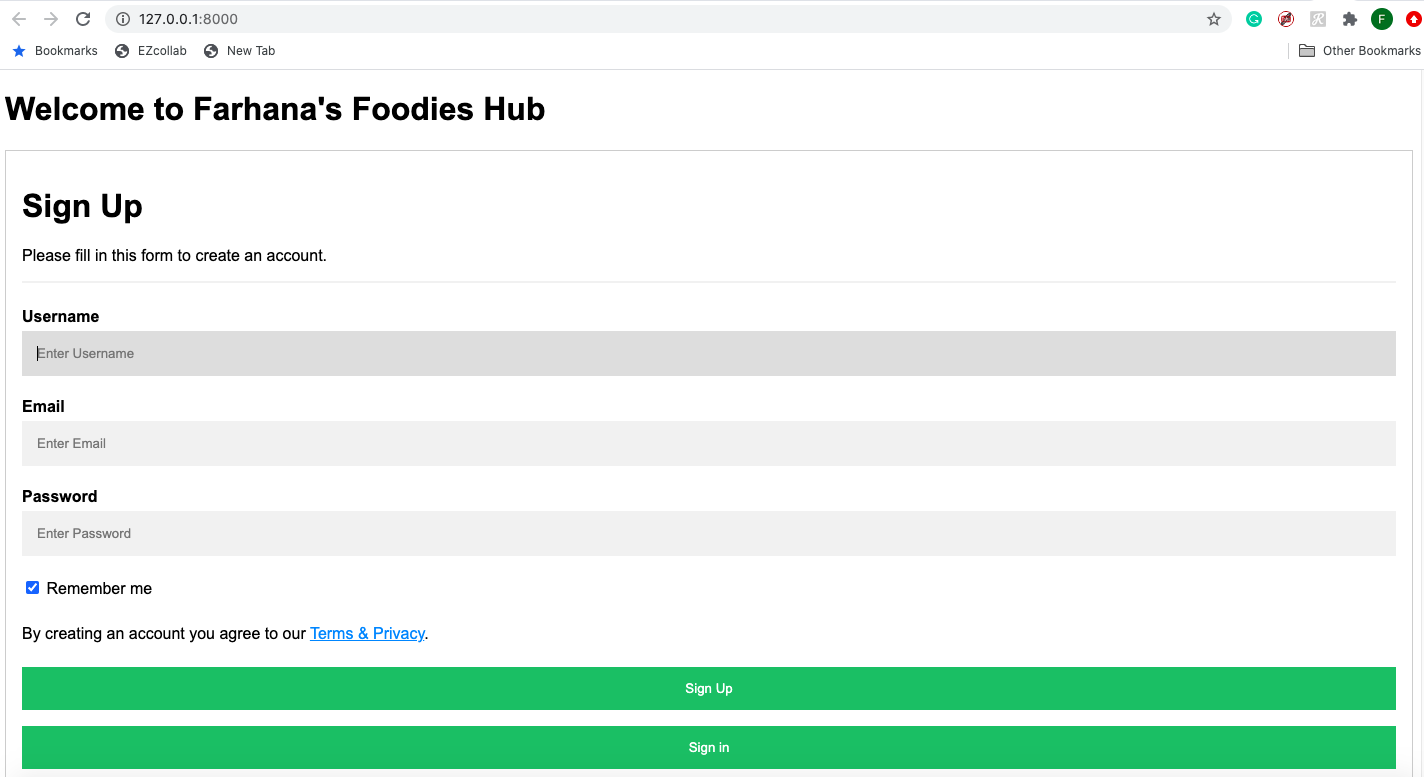 127.0.0.1:8000
F
Bookmarks EZcollab New Tab Other Bookmarks
Welcome to Farhana's Foodies Hub
Sign Up
Please fill in this form to create an account.
Username
Enter Username
Email
Enter Email
Password
Enter Password
Remember me
By creating an account you agree to our Terms & Privacy.
Sign Up
Sign in